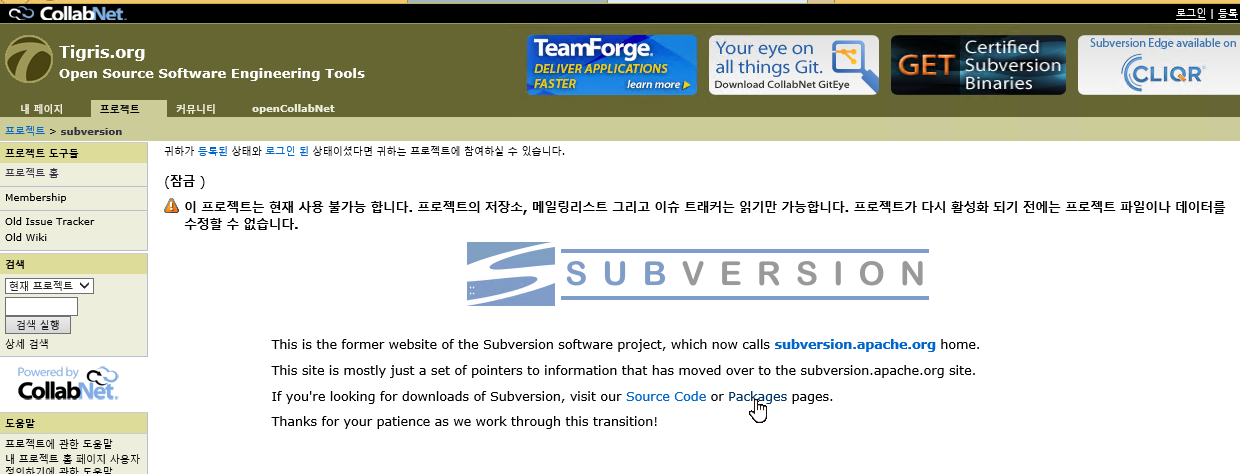 CollabNet.
로그인 | 등록
Tigris.org
Open Source Software Engineering Tools
TeamForge.
DELIVER APPLICATIONS
FASTER
learn more
Your eye on
all things Git.
Download CollabNet GitEye
GET
Certified
Subversion
Binaries
Subversion Edge available on
CLIQR
내 페이지
프로젝트
커뮤니티
openCollabNet
프로젝트 > subversion
프로젝트 도구들
프로젝트 홈
Membership
Old Issue Tracker
Old Wiki
검색
현재 프로젝트
검색 실행
상세 검색
Powered by
CollabNet.
도움말
프로젝트에 관한 도움말
내 프로젝트 홈 페이지 사용자
정의하기에 관한 도움말
귀하가 등록된 상태와 로그인 된 상태이셨다면 귀하는 프로젝트에 참여하실 수 있습니다.
(잠금 )
이 프로젝트는 현재 사용 불가능 합니다. 프로젝트의 저장소, 메일링리스트 그리고 이슈 트래커는 읽기만 가능합니다. 프로젝트가 다시 활성화 되기 전에는 프로젝트 파일이나 데이터를
수정할 수 없습니다.
SUBVERSION
This is the former website of the Subversion software project, which now calls subversion.apache.org home.
This site is mostly just a set of pointers to information that has moved over to the subversion.apache.org site.
If you're looking for downloads of Subversion, visit our Source Code or Packages pages.
Thanks for your patience as we work through this transition!